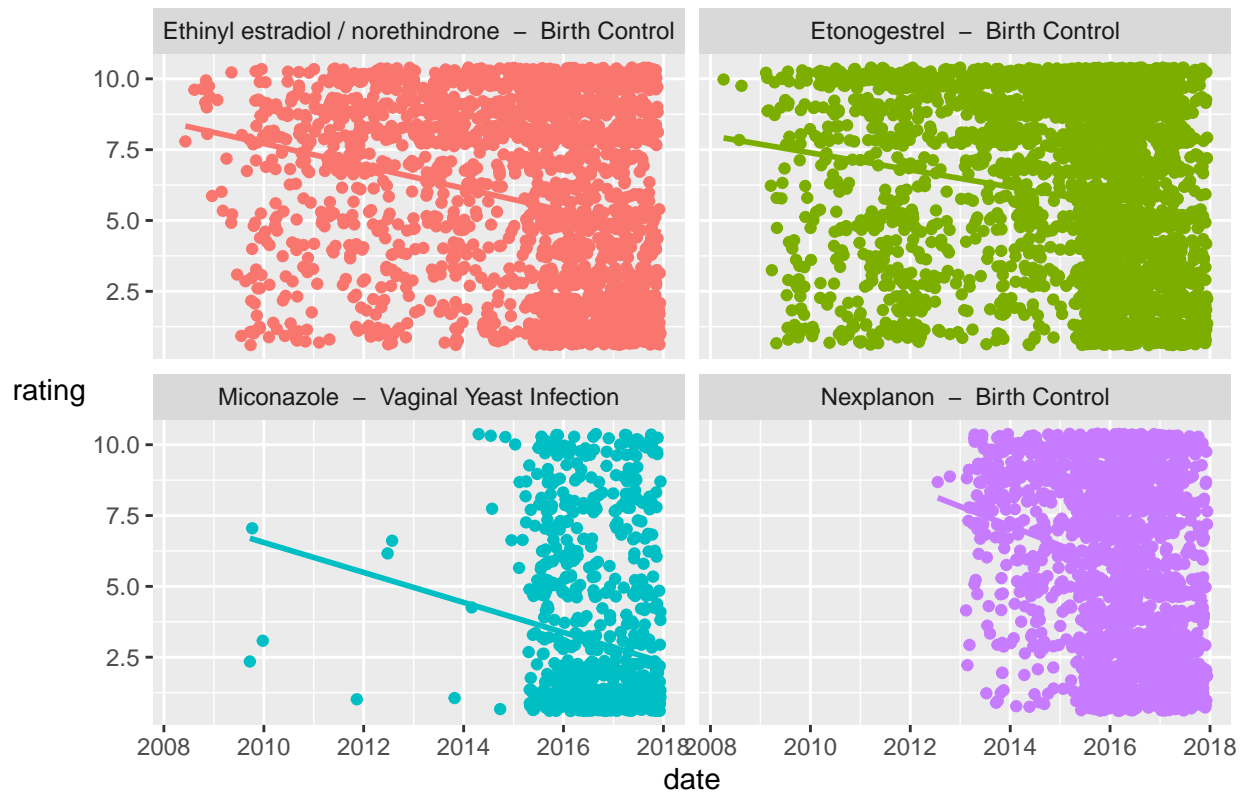 Ethinyl estradiol / norethindrone – Birth Control
Etonogestrel – Birth Control
10.0
7.5
5.0
2.5
rating
Miconazole – Vaginal Yeast Infection
Nexplanon – Birth Control
10.0
7.5
5.0
2.5
2008 2010 2012 2014 2016 2018 2008 2010 2012 2014 2016 2018
date